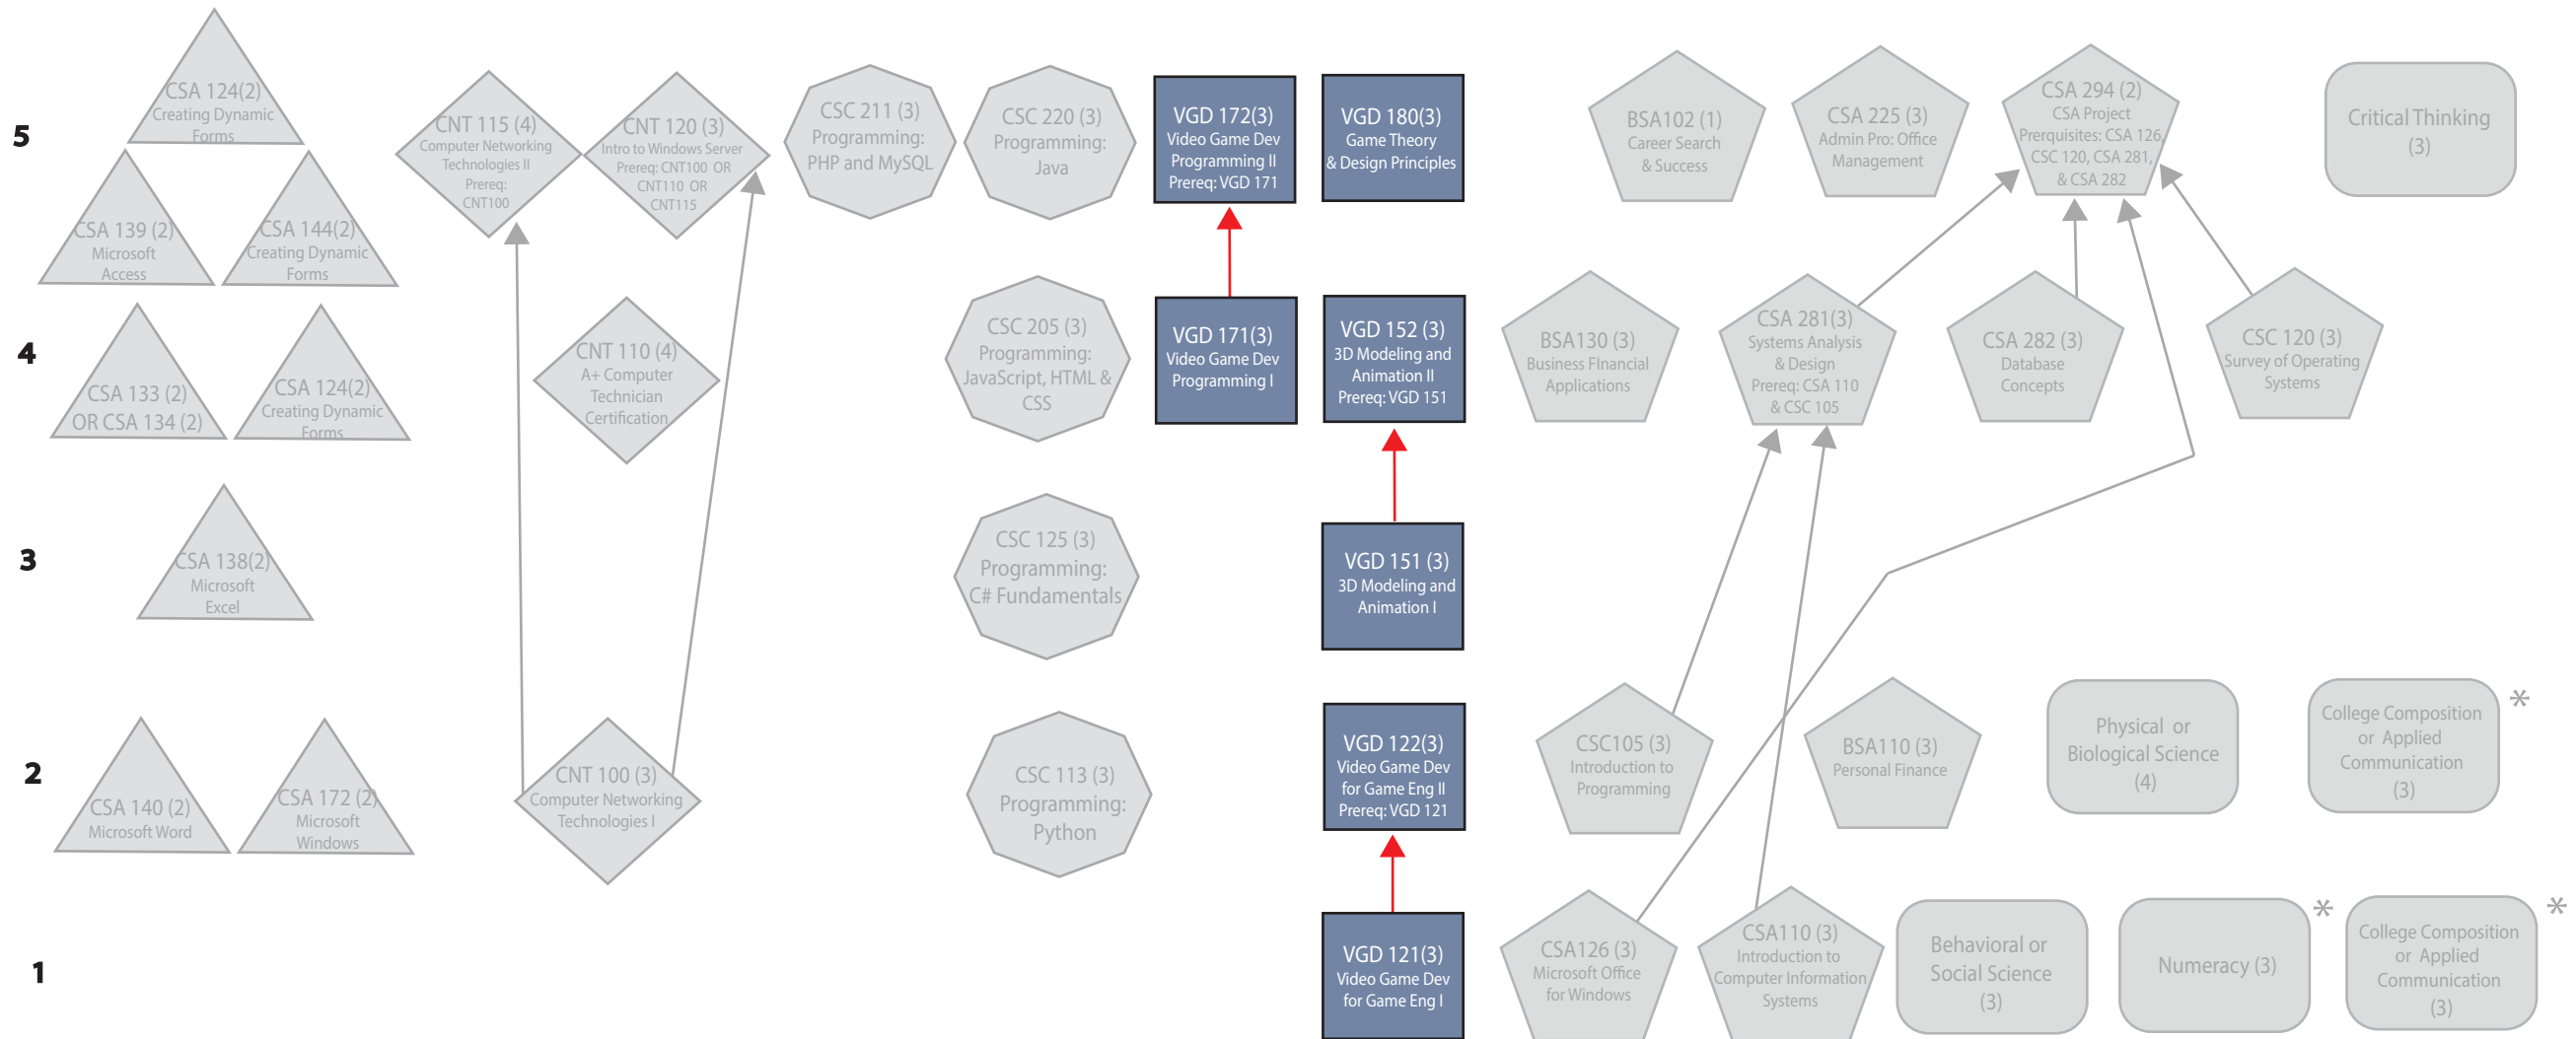 5
CSA 124(2)
Creating Dynamic
Forms
CSA 139 (2)
Microsoft
Access
CSA 144(2)
Creating Dynamic
Forms
CNT 115 (4)
Computer Networking
Technologies II
Prereq:
CNT100
CNT 120 (3)
Intro to Windows Server
Prereq: CNT100 OR
CNT110 OR
CNT115
CSC 211 (3)
Programming:
PHP and MySQL
CSC 220 (3)
Programming:
Java
VGD 172(3)
Video Game Dev
Programming II
Prereq: VGD 171
VGD 180(3)
Game Theory
& Design Principles
BSA102 (1)
Career Search
& Success
CSA 225 (3)
Admin Pro: Office
Management
CSA 294 (2)
CSA Project
Prerquisites: CSA 126,
CSC 120, CSA 281,
& CSA 282
Critical Thinking
(3)
4
CSA 133 (2)
OR CSA 134 (2)
CSA 124(2)
Creating Dynamic
Forms
CNT 110 (4)
A+ Computer
Technician
Certification
CSC 205 (3)
Programming:
JavaScript, HTML &
CSS
VGD 171(3)
Video Game Dev
Programming I
VGD 152 (3)
3D Modeling and
Animation II
Prereq: VGD 151
BSA130 (3)
Business FInancial
Applications
CSA 281(3)
Systems Analysis
& Design
Prereq: CSA 110
& CSC 105
CSA 282 (3)
Database
Concepts
CSC 120 (3)
Survey of Operating
Systems
3
CSA 138(2)
Microsoft
Excel
CSC 125 (3)
Programming:
C# Fundamentals
VGD 151 (3)
3D Modeling and
Animation I
2
CSA 140 (2)
Microsoft Word
CSA 172 (2)
Microsoft
Windows
CNT 100 (3)
Computer Networking
Technologies I
CSC 113 (3)
Programming:
Python
VGD 122(3)
Video Game Dev
for Game Eng II
Prereq: VGD 121
CSC105 (3)
Introduction to
Programming
BSA110 (3)
Personal Finance
Physical or
Biological Science
(4)
College Composition
or Applied
Communication
(3)
*
1
VGD 121(3)
Video Game Dev
for Game Eng I
CSA126 (3)
Microsoft Office
for Windows
CSA110 (3)
Introduction to
Computer Information
Systems
Behavioral or
Social Science
(3)
Numeracy (3)
*
College Composition
or Applied
Communication
(3)
*